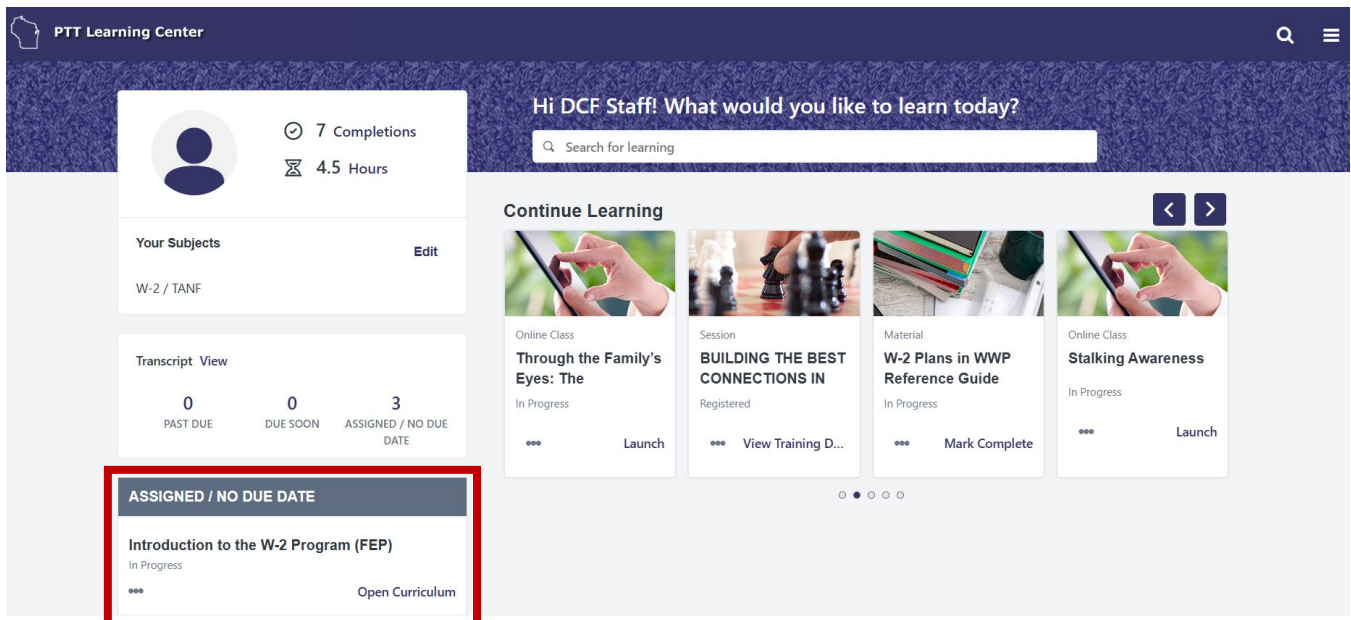 PTT Learning Center
Hi DCF Staff! What would you like to learn today?
Search for learning
7 Completions
4.5 Hours
Your Subjects
Edit
W-2 / TANF
Transcript View
0
PAST DUE
0
DUE SOON
3
ASSIGNED / NO DUE
DATE
ASSIGNED / NO DUE DATE
Introduction to the W-2 Program (FEP)
In Progress
Open Curriculum
Continue Learning
Online Class
Through the Family's
Eyes: The
In Progress
Launch
Session
BUILDING THE BEST
CONNECTIONS IN
Registered
View Training D...
Material
W-2 Plans in WWP
Reference Guide
In Progress
Mark Complete
Online Class
Stalking Awareness
In Progress
Launch